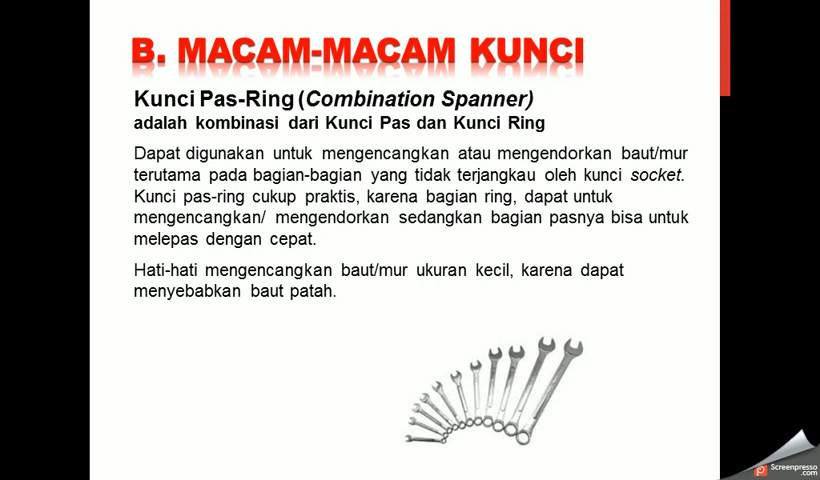 B. MACAM-MACAM KUNCI
Kunci Pas-Ring (Combination Spanner)
adalah kombinasi dari Kunci Pas dan Kunci Ring
Dapat digunakan untuk mengencangkan atau mengendorkan baut/mur
terutama pada bagian-bagian yang tidak terjangkau oleh kunci socket.
Kunci pas-ring cukup praktis, karena bagian ring, dapat untuk
mengencangkan/ mengendorkan sedangkan bagian pasnya bisa untuk
melepas dengan cepat.
Hati-hati mengencangkan baut/mur ukuran kecil, karena dapat
menyebabkan baut patah.
Screenpresso
.com